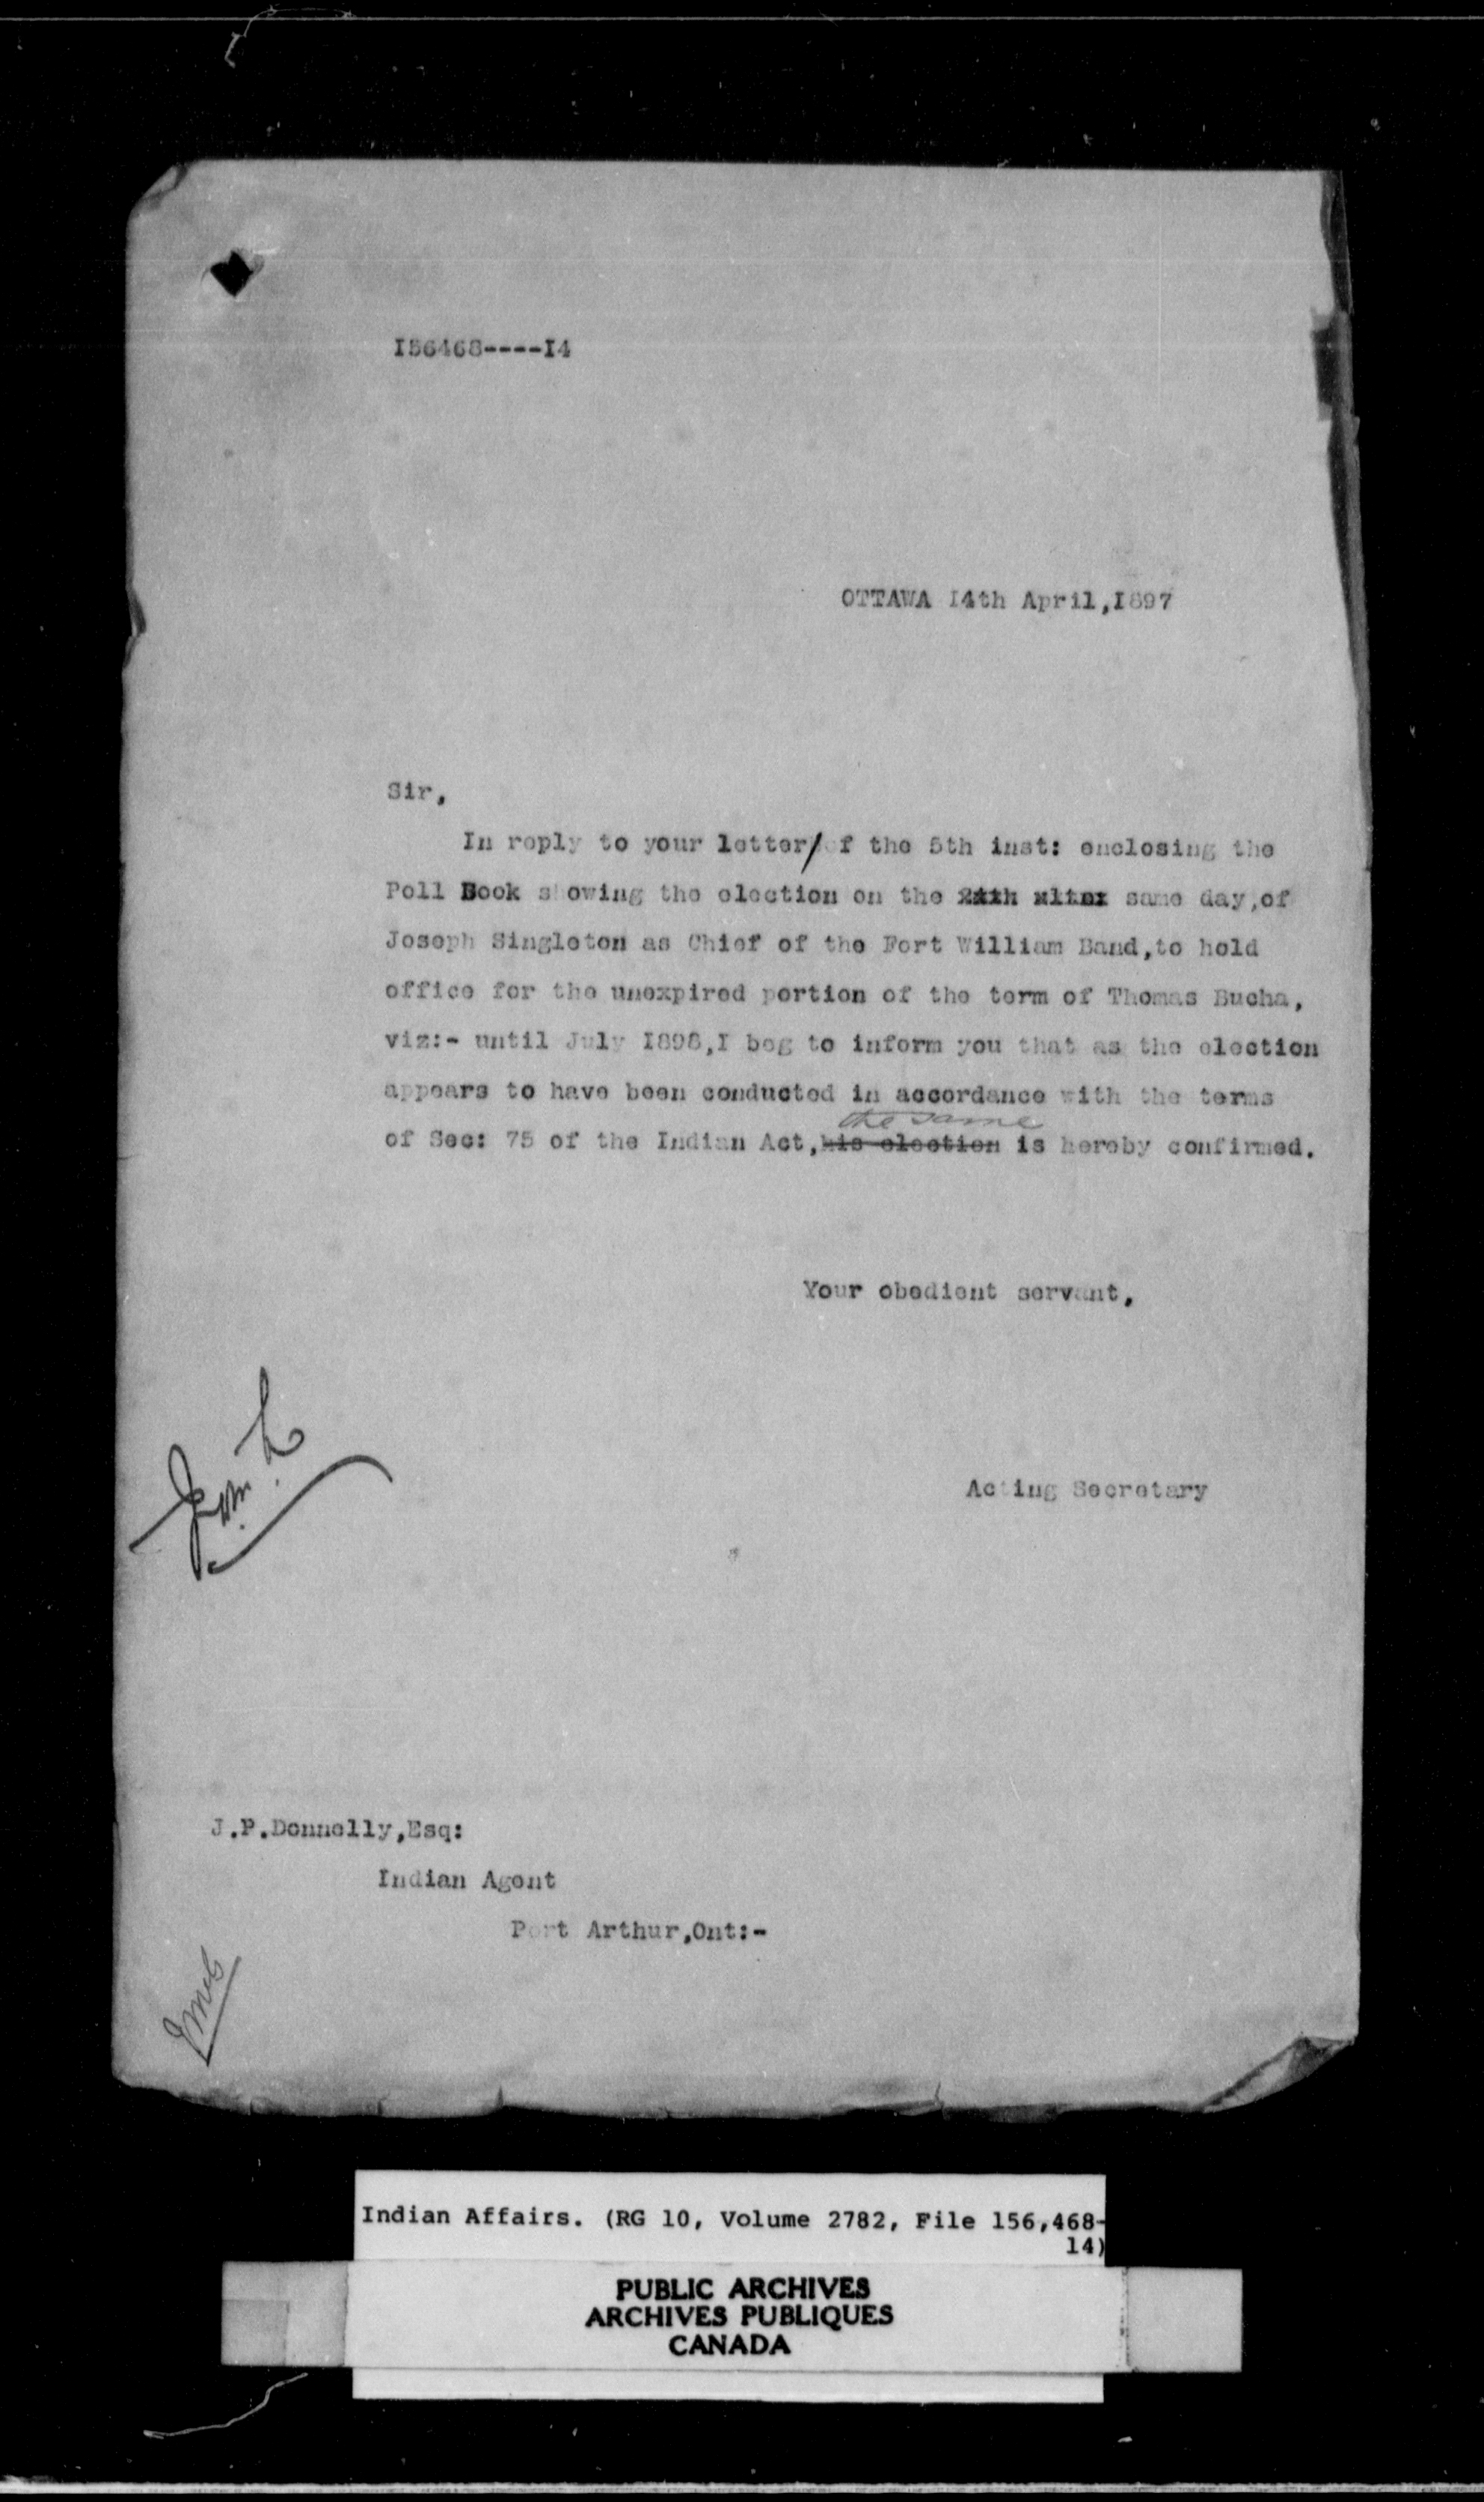 I56468----I4
OTTAWA I4th April,I897
Sir,
In reply to your letter/of the 5th inst: enclosing the
Poll Book showing the election on the same day,of
Joseph Singleton as Chief of the Fort William Band,to hold
office for the unexpired portion of the term of Thomas Bucha,
viz:- until July I898,I beg to inform you that as the election
appears to have been conducted in accordance with the terms
the same
of Sec: 75 of the Indian Act,his election is hereby confirmed.
Your obedient servant,
Acting Secretary
J.P.Donnelly,Esq:
Indian Agent
Port Arthur,Ont:-
Indian Affairs. (RG 10, Volume 2782, File 156,468-
14)
PUBLIC ARCHIVES
ARCHIVES PUBLIQUES
CANADA